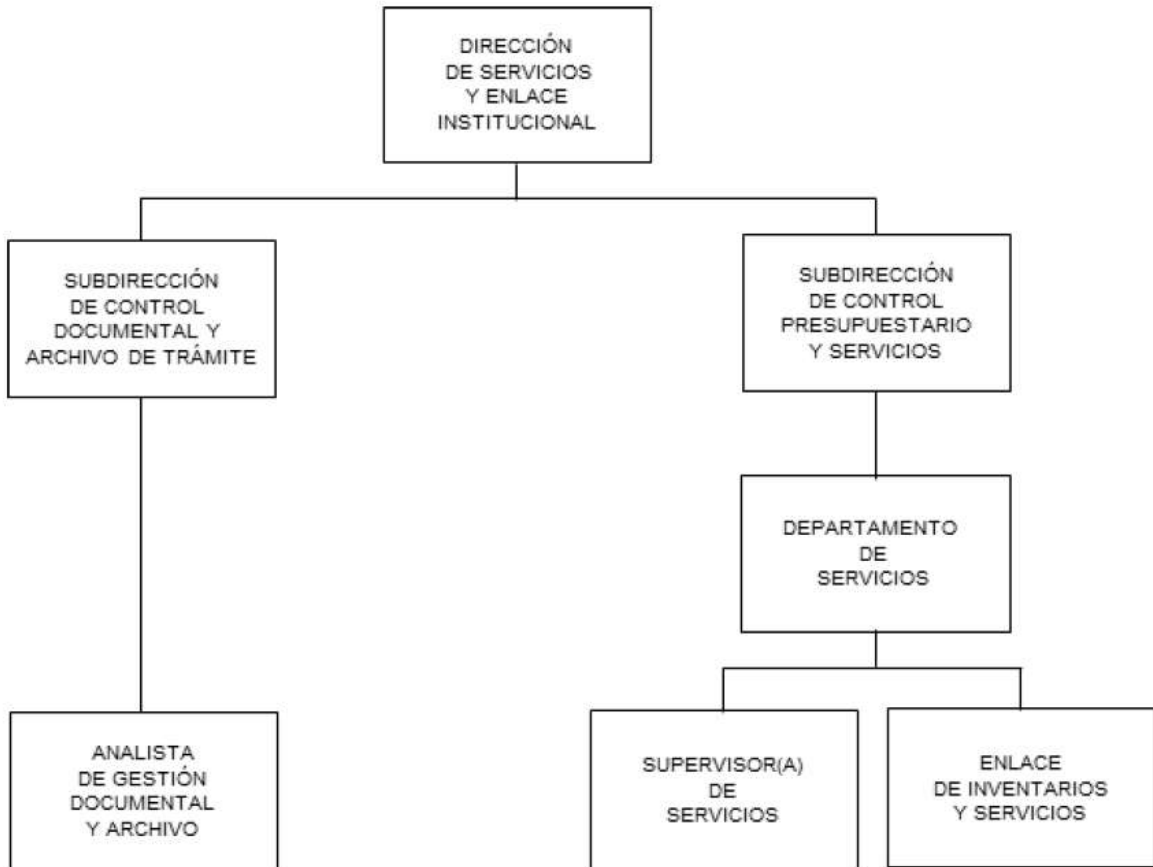 DIRECCIÓN
DE SERVICIOS
Y ENLACE
INSTITUCIONAL
SUBDIRECCIÓN
DE CONTROL
DOCUMENTAL Y
ARCHIVO DE TRÁMITE
SUBDIRECCIÓN
DE CONTROL
PRESUPUESTARIO
Y SERVICIOS
DEPARTAMENTO
DE
SERVICIOS
ANALISTA
DE GESTIÓN
DOCUMENTAL
Y ARCHIVO
SUPERVISOR(A)
DE
SERVICIOS
ENLACE
DE INVENTARIOS
Y SERVICIOS